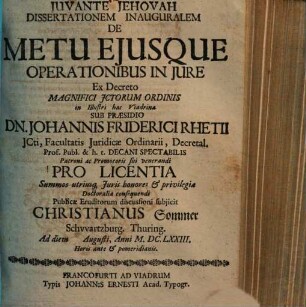 JUVANTE JEHOVAH
DISSERTATIONEM INAUGURALEM
DE
METU EJUSQUE
OPERATIONIBUS IN JURE
Ex Decreto
MAGNIFICI JCTORUM ORDINIS
in Illustri hac Viadrina
SUB PRÆSIDIO
DN. JOHANNIS FRIDERICI RHETII
JCti, Facultatis Juridicæ Ordinarii, Decretal.
Prof. Publ. & h. t. DECANI SPECTABILIS
Patroni ac Promotoris sui venerandi
PRO LICENTIA
Summos utriusq; Juris honores & privilegia
Doctoralia consequendi
Publicæ Eruditorum discussioni subjicit
CHRISTIANUS Sommer
Schvvartzburg. Thuring.
Ad diem Augusti, Anni M. DC. LXXIII.
Horis ante & pomeridianis.
FRANCOFURTI AD VIADRUM
Typis JOHANNIS ERNESTI Acad. Typogr.